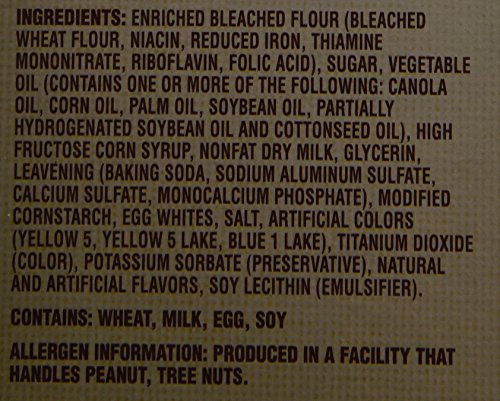 INGREDIENTS: ENRICHED BLEACHED FLOUR (BLEACHED
WHEAT FLOUR, NIACIN, REDUCED IRON, THIAMINE
MONONITRATE, RIBOFLAVIN, FOLIC ACID), SUGAR, VEGETABLE
OIL (CONTAINS ONE OR MORE OF THE FOLLOWING: CANOLA
OIL, CORN OIL, PALM OIL, SOYBEAN OIL, PARTIALLY
HYDROGENATED SOYBEAN OIL AND COTTONSEED OIL), HIGH
FRUCTOSE CORN SYRUP, NONFAT DRY MILK, GLYCERIN,
LEAVENING (BAKING SODA, SODIUM ALUMINUM SULFATE,
CALCIUM SULFATE, MONOCALCIUM PHOSPHATE), MODIFIED
CORNSTARCH, EGG WHITES, SALT, ARTIFICIAL COLORS
(YELLOW 5, YELLOW 5 LAKE, BLUE 1 LAKE), TITANIUM DIOXIDE
(COLOR), POTASSIUM SORBATE (PRESERVATIVE), NATURAL
AND ARTIFICIAL FLAVORS, SOY LECITHIN (EMULSIFIER).
CONTAINS: WHEAT, MILK, EGG, SOY
ALLERGEN INFORMATION: PRODUCED IN A FACILITY THAT
HANDLES PEANUT, TREE NUTS.